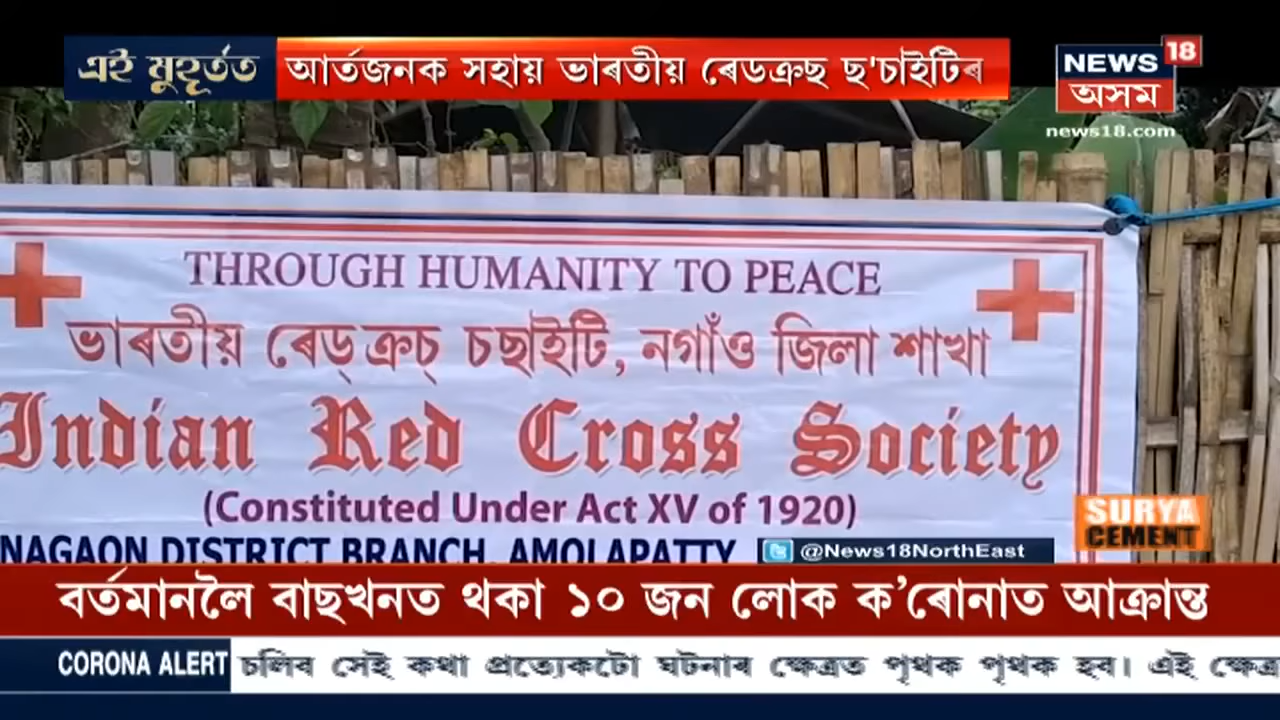 এই মুহূৰ্তত
আৰ্তজনক সহায় ভাৰতীয় ৰেডক্ৰছ ছ'চাইটিৰ
NEWS 18
অসম
news18.com
THROUGH HUMANITY TO PEACE
ভাৰতীয় ৰেড্ ক্ৰচ্ চছাইটি, নগাঁও জিলা শাখা
Indian Red Cross Society
(Constituted Under Act XV of 1920)
NAGAON DISTRICT BRANCH, AMOLAPATTY
@News18NorthEast
SURYA
CEMENT
বৰ্তমানলৈ বাছখনত থকা ১০ জন লোক ক’ৰোনাত আক্ৰান্ত
CORONA ALERT
চলিব সেই কথা প্ৰত্যেকটো ঘটনাৰ ক্ষেত্ৰত পৃথক পৃথক হব। এই ক্ষেত্ৰ